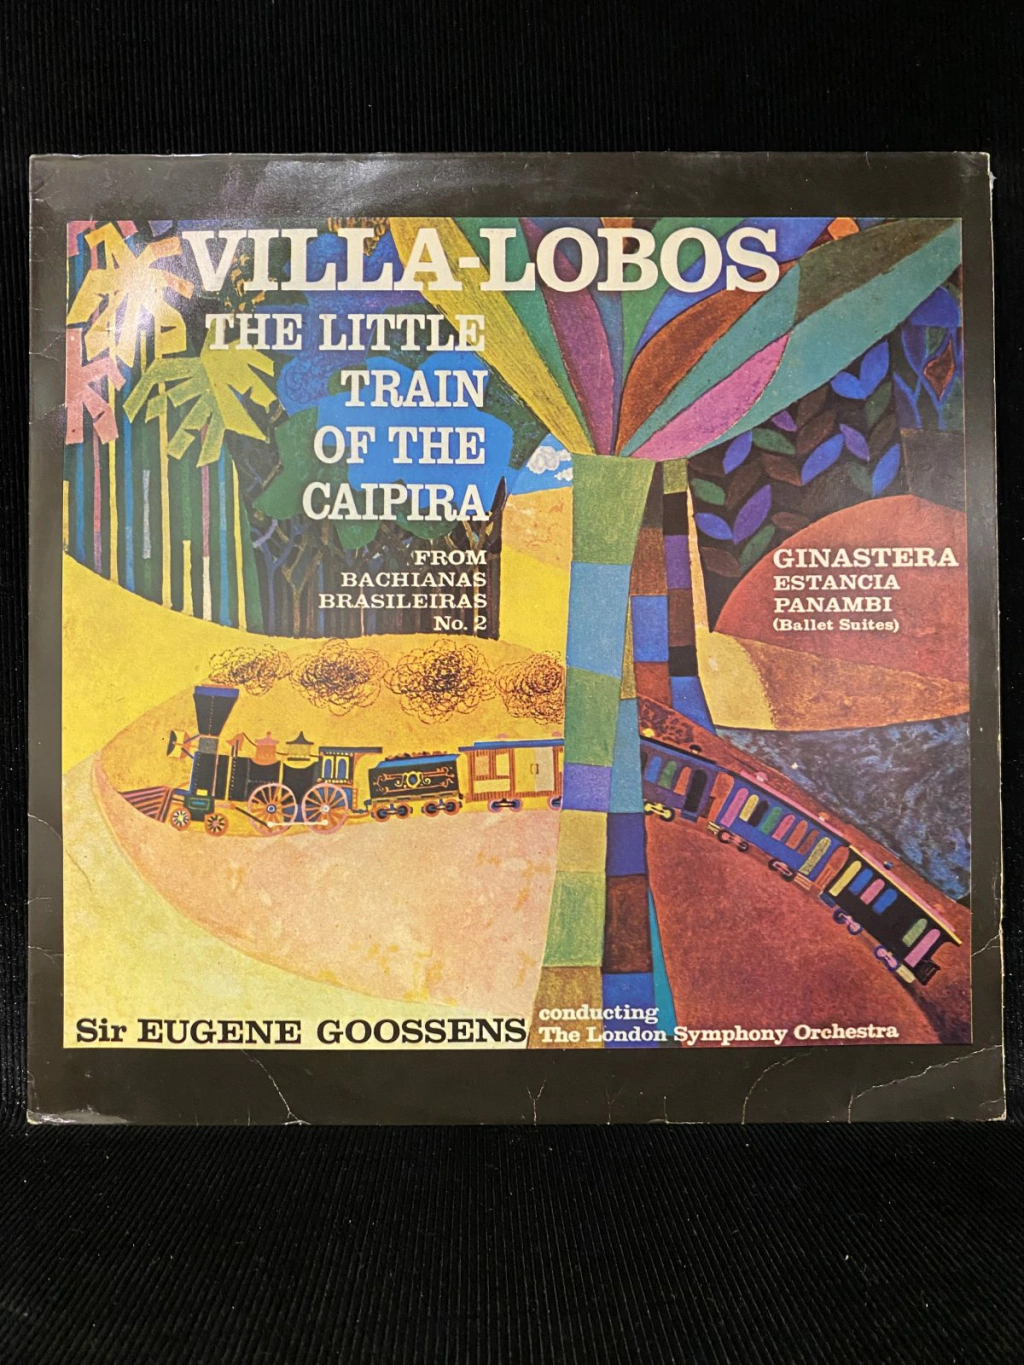 VILLA-LOBOS
THE LITTLE
TRAIN
OF THE
CAIPIRA
FROM
BACHIANAS
BRASILEIRAS
No. 2
GINASTERA
ESTANCIA
PANAMBI
(Ballet Suites)
Sir EUGENE GOOSSENS
conducting
The London Symphony Orchestra